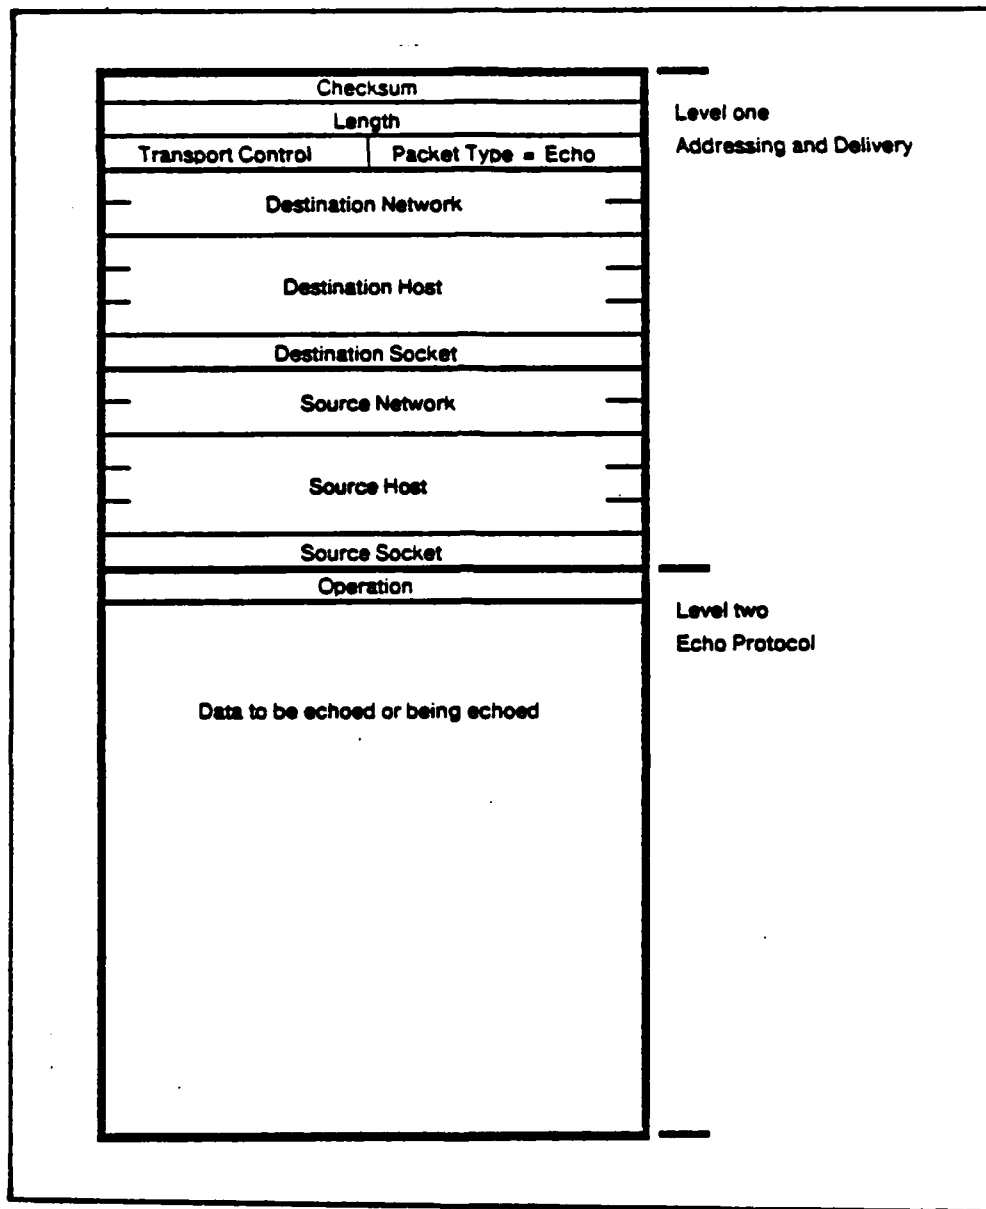 Checksum
Length
Transport Control
Packet Type = Echo
Destination Network
Destination Host
Destination Socket
Source Network
Source Host
Source Socket
Operation
Data to be echoed or being echoed
Level one
Addressing and Delivery
Level two
Echo Protocol